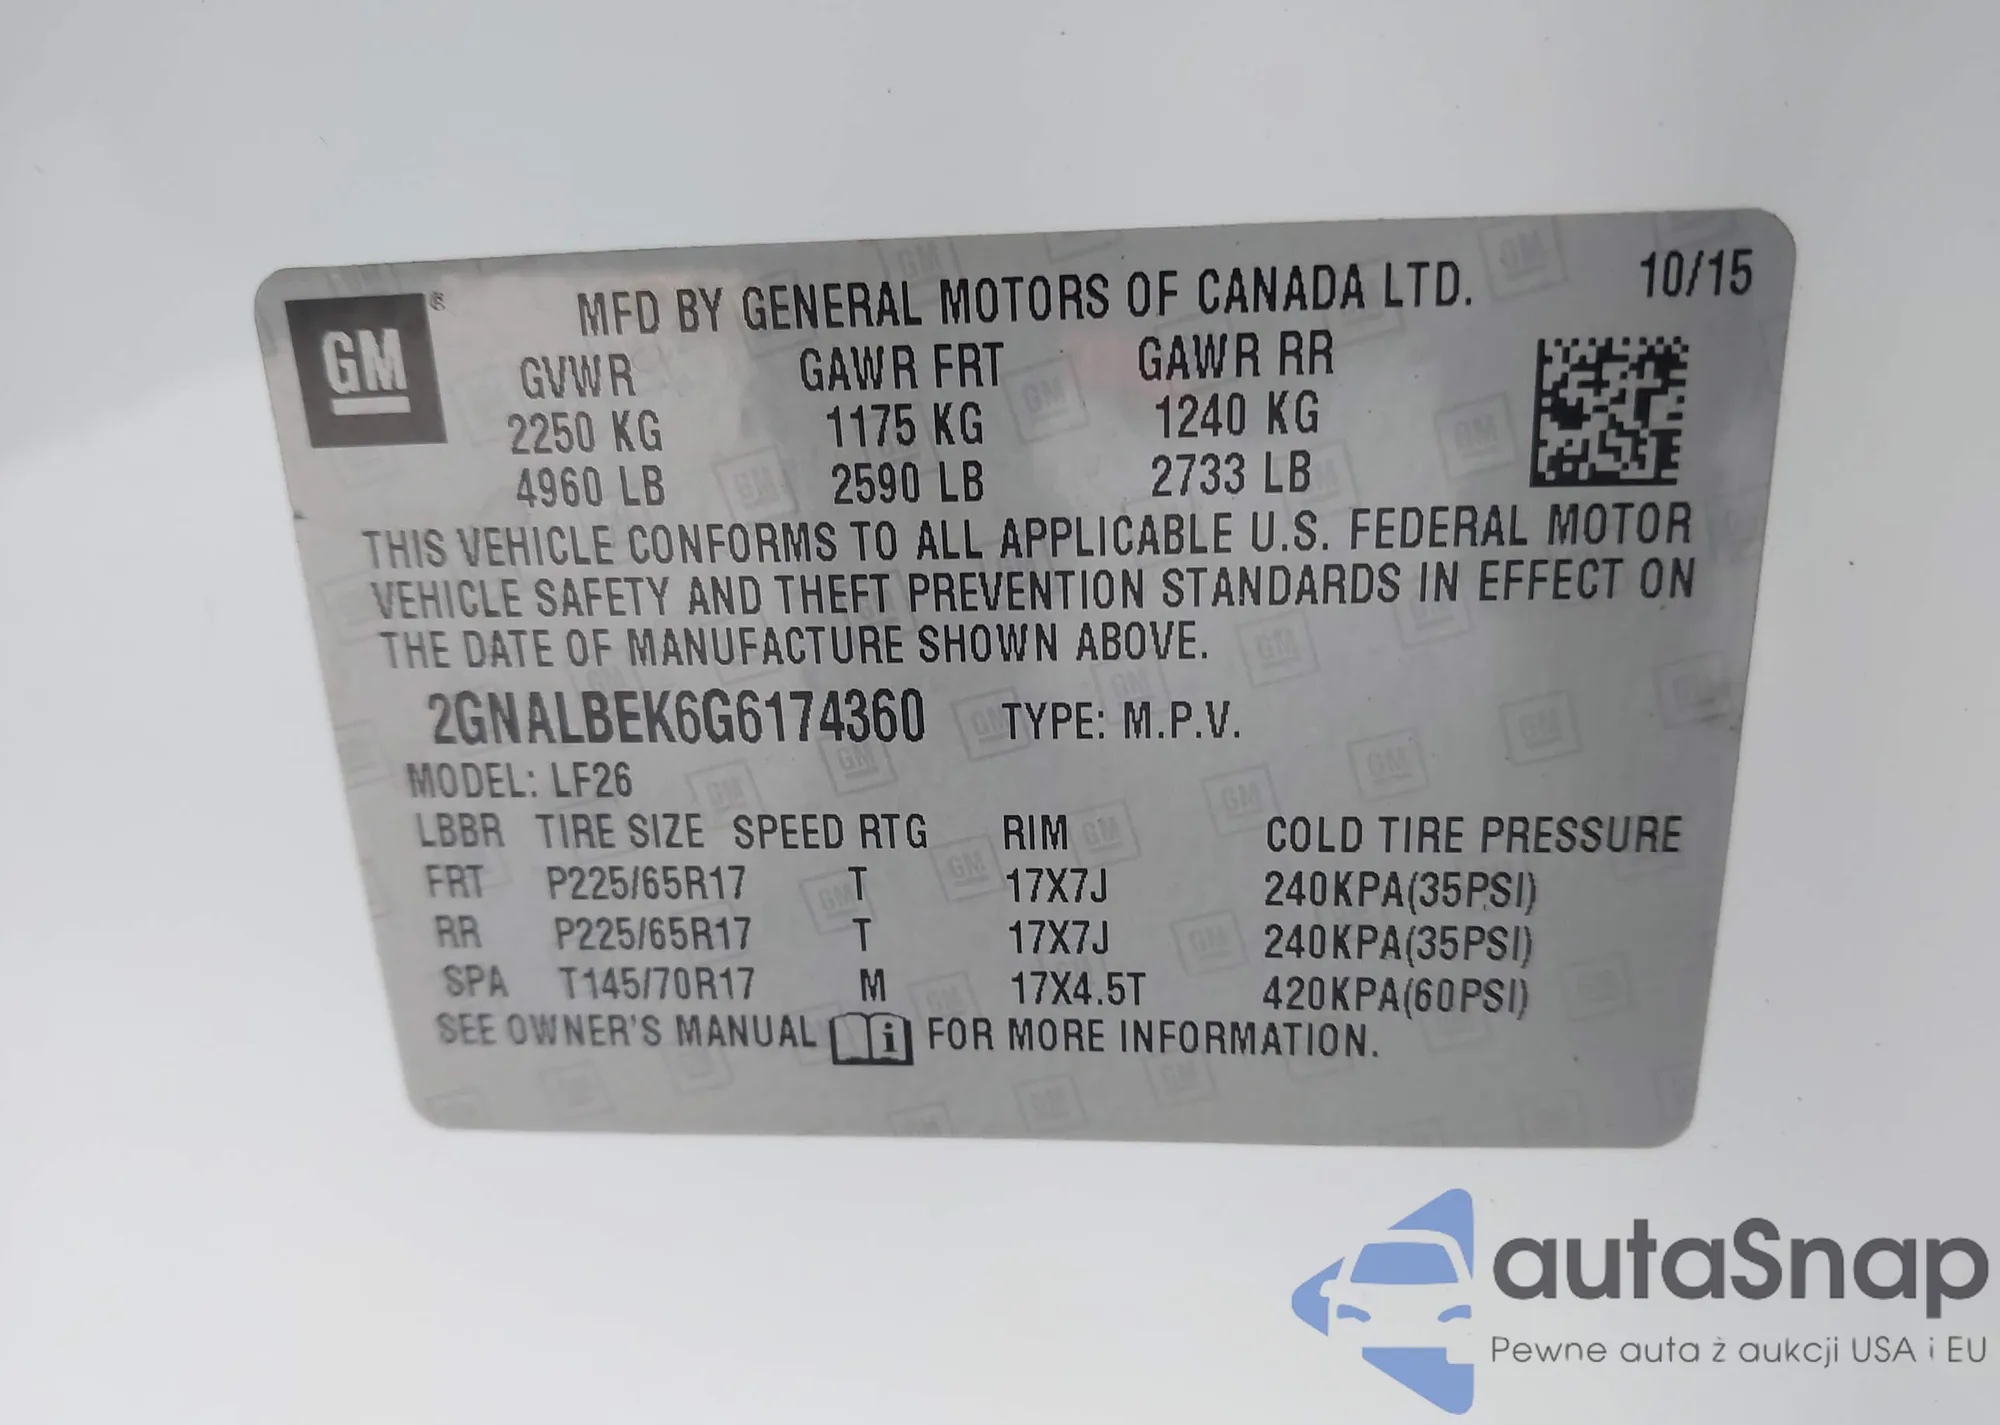 GM®
MFD BY GENERAL MOTORS OF CANADA LTD. 10/15
GVWR GAWR FRT GAWR RR
2250 KG 1175 KG 1240 KG
4960 LB 2590 LB 2733 LB
THIS VEHICLE CONFORMS TO ALL APPLICABLE U.S. FEDERAL MOTOR
VEHICLE SAFETY AND THEFT PREVENTION STANDARDS IN EFFECT ON
THE DATE OF MANUFACTURE SHOWN ABOVE.
2GNALBEK6G6174360 TYPE: M.P.V.
MODEL: LF26
LBBR TIRE SIZE SPEED RTG RIM COLD TIRE PRESSURE
FRT P225/65R17 T 17X7J 240KPA(35PSI)
RR P225/65R17 T 17X7J 240KPA(35PSI)
SPA T145/70R17 M 17X4.5T 420KPA(60PSI)
SEE OWNER'S MANUAL i FOR MORE INFORMATION.
autaSnap
Pewne auta ż aukcji USA i EU